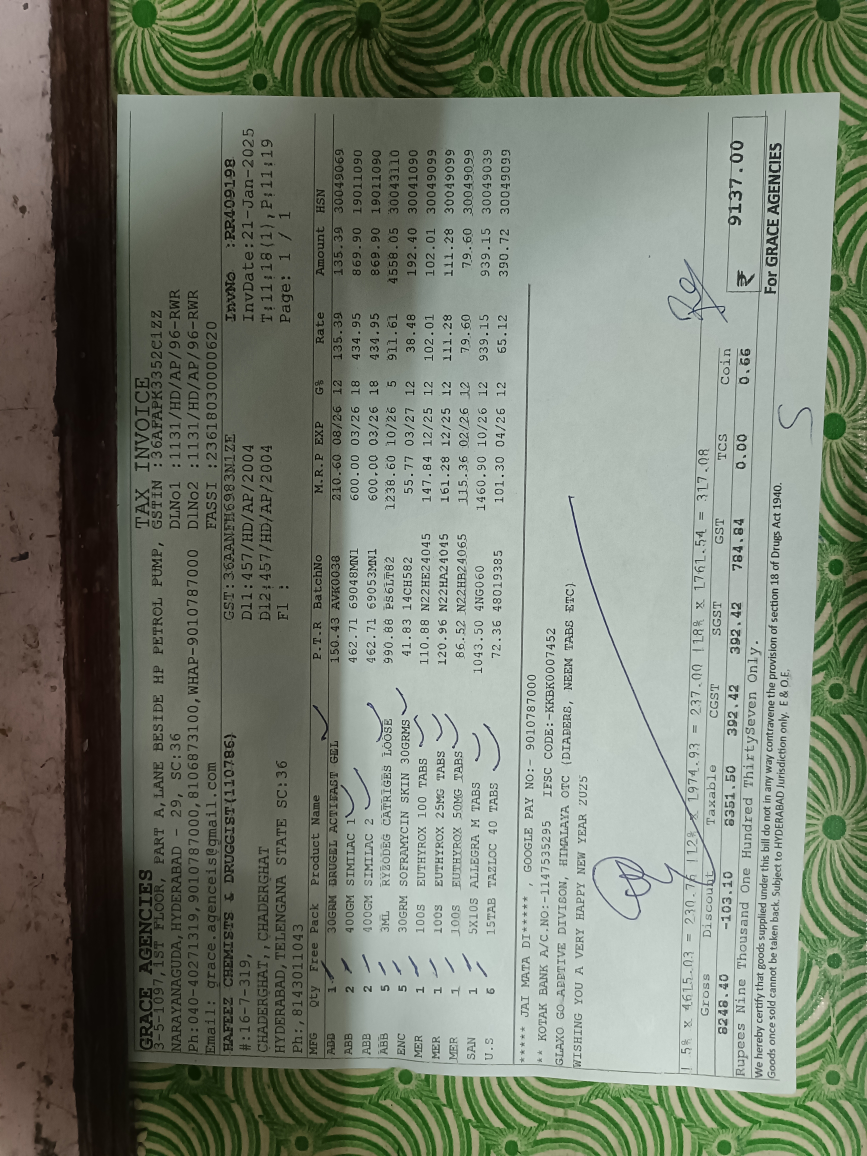 GRACE AGENCIES TAX INVOICE
3-5-1097,1ST FLOOR, PART A,LANE BESIDE HP PETROL PUMP, GSTIN :36AFAPK3352C1ZZ
NARAYANAGUDA,HYDERABAD - 29, SC:36 DLNo1 :1131/HD/AP/96-RWR
Ph:040-40271319,9010787000,8106873100,WHAP-9010787000 DlNo2 :1131/HD/AP/96-RWR
Email: grace.agenceis@gmail.com FASSI :23618030000620
HAFEEZ CHEMISTS & DRUGGIST(110786) GST:36AANFH6983N1ZE InvNo :RR409198
#:16-7-319, D11:457/HD/AP/2004 InvDate:21-Jan-2025
CHADERGHAT,,CHADERGHAT D12:457/HD/AP/2004 T:11:18(1),P:11:19
HYDERABAD,TELENGANA STATE SC:36 Fl : Page: 1 / 1
Ph:,8143011043
MFG Qty Free Pack Product Name P.T.R BatchNo M.R.P EXP G% Rate Amount HSN
ABB 1 30GRM BRUGEL ACTIFAST GEL 150.43 AVK0038 210.60 08/26 12 135.39 135.39 30049069
ABB 2 400GM SIMILAC 1 462.71 69048MN1 600.00 03/26 18 434.95 869.90 19011090
ABB 2 400GM SIMILAC 2 462.71 69053MN1 600.00 03/26 18 434.95 869.90 19011090
ABB 5 3ML RYZODEG CATRIGES LOOSE 990.88 PS6LT82 1238.60 10/26 5 911.61 4558.05 30043110
ENC 5 30GRM SOFRAMYCIN SKIN 30GRMS 41.83 14CH582 55.77 03/27 12 38.48 192.40 30041090
MER 1 100S EUTHYROX 100 TABS 110.88 N22HE24045 147.84 12/25 12 102.01 102.01 30049099
MER 1 100S EUTHYROX 25MG TABS 120.96 N22HA24045 161.28 12/25 12 111.28 111.28 30049099
MER 1 100S EUTHYROX 50MG TABS 86.52 N22HB24065 115.36 02/26 12 79.60 79.60 30049099
SAN 1 5X10S ALLEGRA M TABS 1043.50 4NG060 1460.90 10/26 12 939.15 939.15 30049039
U.S 6 15TAB TAZLOC 40 TABS 72.36 48019385 101.30 04/26 12 65.12 390.72 30049099
***** JAI MATA DI***** , GOOGLE PAY NO:- 9010787000
** KOTAK BANK A/C.NO:-1147535295 IFSC CODE:-KKBK0007452
GLAXO GO-ADPTIVE DIVISON, HIMALAYA OTC (DIAPERS, NEEM TABS ETC)
WISHING YOU A VERY HAPPY NEW YEAR 2025
5% x 4615.03 = 230.76 |12% x 1974.93 = 237.00 |18% x 1761.54 = 317.08
Gross Discount Taxable CGST SGST GST TCS Coin
8248.40 -103.10 8351.50 392.42 392.42 784.84 0.00 0.66 ₹ 9137.00
Rupees Nine Thousand One Hundred ThirtySeven Only.
We hereby certify that goods supplied under this bill do not in any way contravene the provision of section 18 of Drugs Act 1940.
Goods once sold cannot be taken back. Subject to HYDERABAD Jurisdiction only. E & O.E. For GRACE AGENCIES